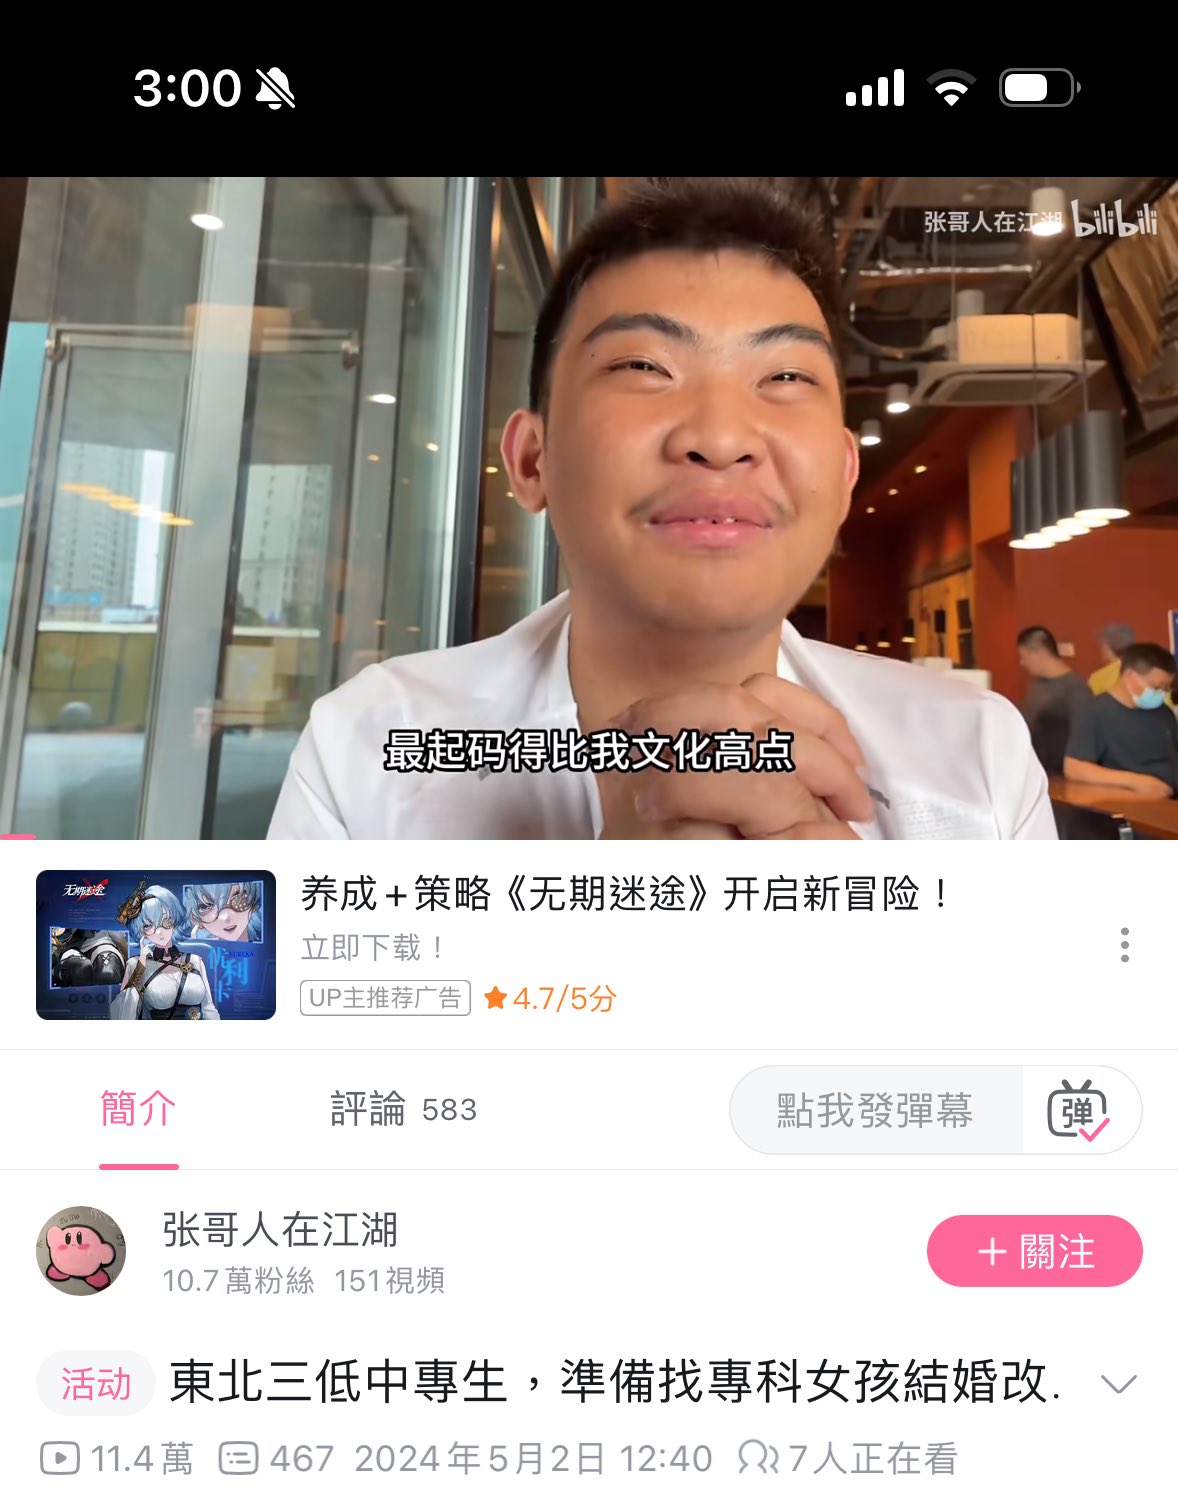 3:00
张哥人在江湖 bilibili
最起码得比我文化高点
无期迷途
养成+策略《无期迷途》开启新冒险！
立即下载！
EUREKA
UP主推荐广告 4.7/5分
簡介 評論 583 點我發彈幕 弹
张哥人在江湖
10.7萬粉絲 151視頻
+ 關注
活动 東北三低中專生，準備找專科女孩結婚改.
11.4萬 467 2024年5月2日 12:40 7人正在看